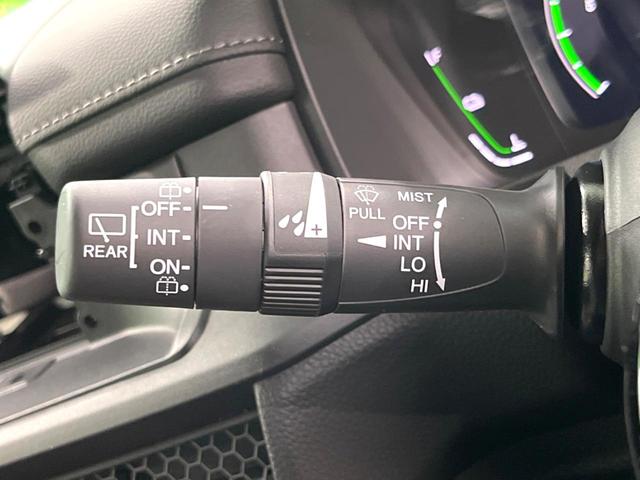 REAR
OFF
INT
ON
+
PULL
MIST
OFF
INT
LO
HI